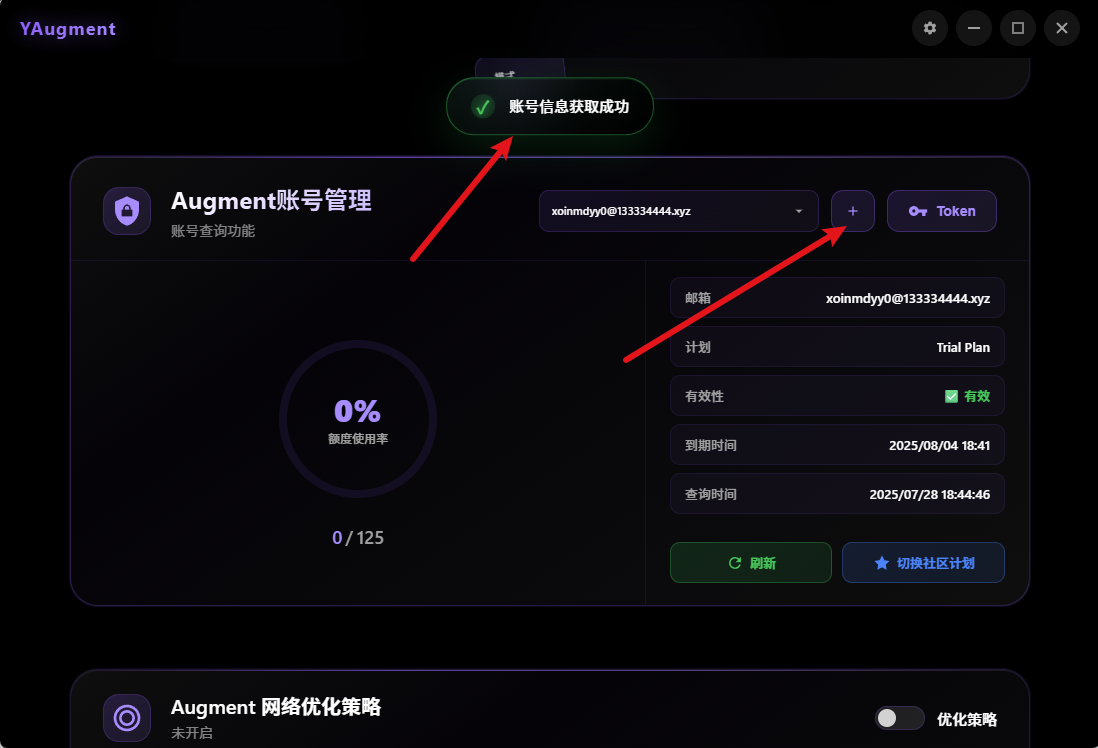 YAugment
模式
账号信息获取成功
Augment账号管理
账号查询功能
xoinmdyy0@133334444.xyz
+ Token
邮箱 xoinmdyy0@133334444.xyz
计划 Trial Plan
有效性 ✅ 有效
到期时间 2025/08/04 18:41
查询时间 2025/07/28 18:44:46
0%
额度使用率
0 / 125
刷新 切换社区计划
Augment 网络优化策略
未开启
优化策略